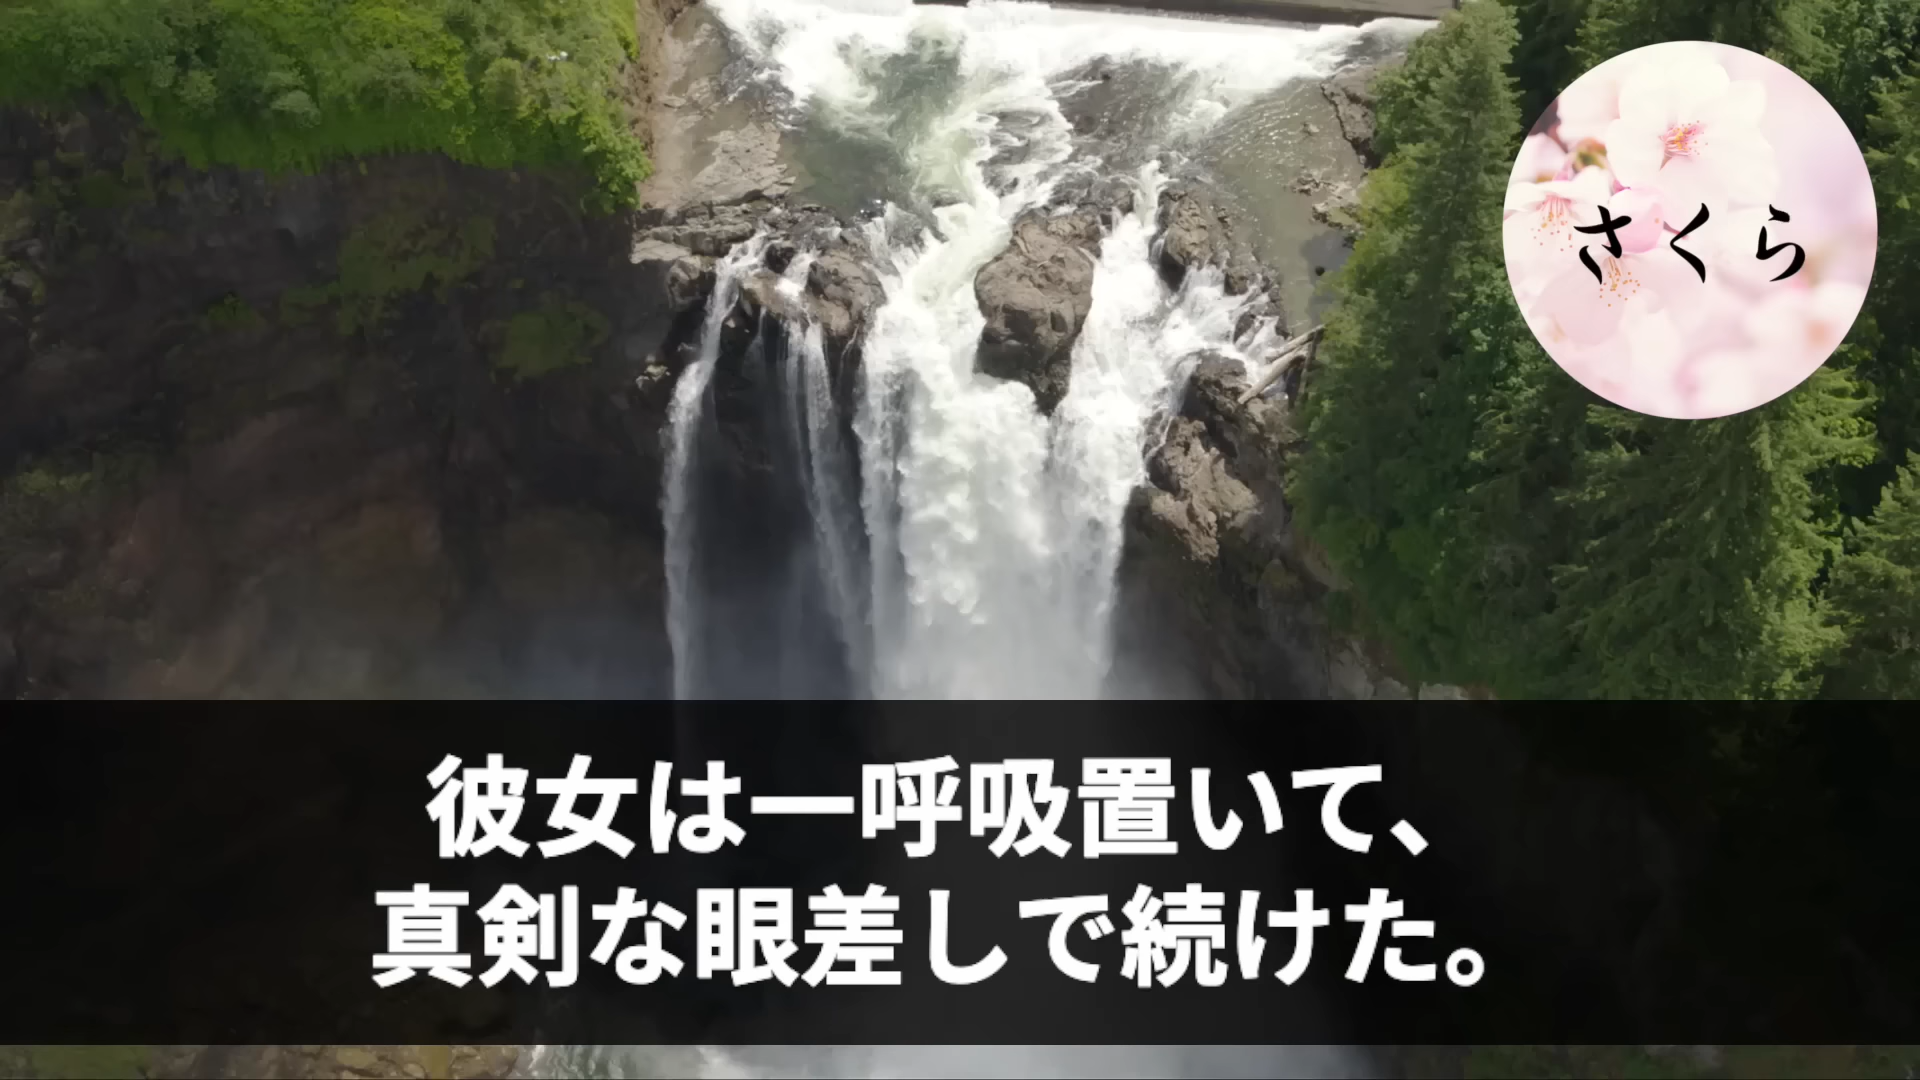 さくら
彼女は一呼吸置いて、
真剣な眼差しで続けた。